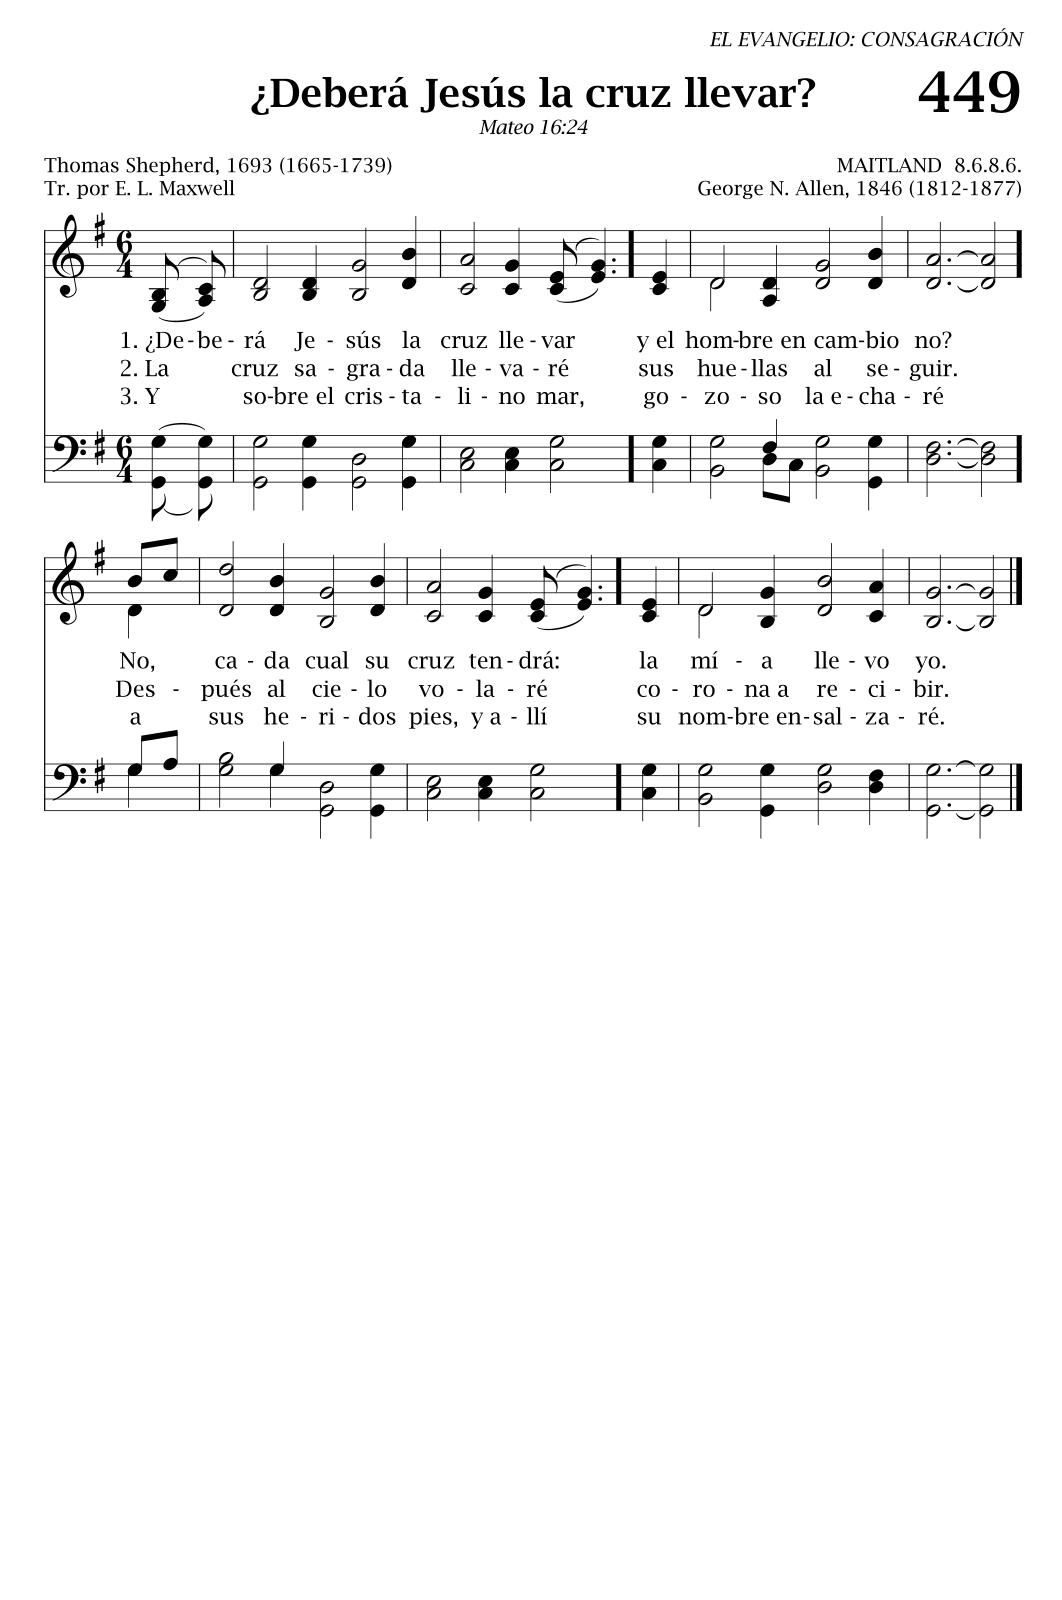 EL EVANGELIO: CONSAGRACIÓN
¿Deberá Jesús la cruz llevar? 449
Mateo 16:24
Thomas Shepherd, 1693 (1665-1739) MAITLAND 8.6.8.6.
Tr. por E. L. Maxwell George N. Allen, 1846 (1812-1877)
6
4
1. ¿De - be - rá Je - sús la cruz lle - var y el hom - bre en cam - bio no?
2. La cruz sa - gra - da lle - va - ré sus hue - llas al se - guir.
3. Y so - bre el cris - ta - li - no mar, go - zo - so la e - cha - ré
6
4
No, ca - da cual su cruz ten - drá: la mí - a lle - vo yo.
Des - pués al cie - lo vo - la - ré co - ro - na a re - ci - bir.
a sus he - ri - dos pies, y a - llí su nom - bre en - sal - za - ré.